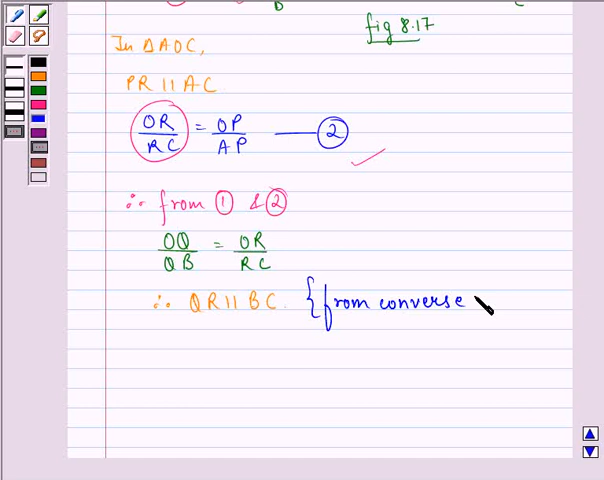 B
fig 8.17
In ΔAOC,
PR || AC.
OR/RC = OP/AP —— ②
∴ from ① & ②
OQ/QB = OR/RC
∴ QR || BC. {from converse